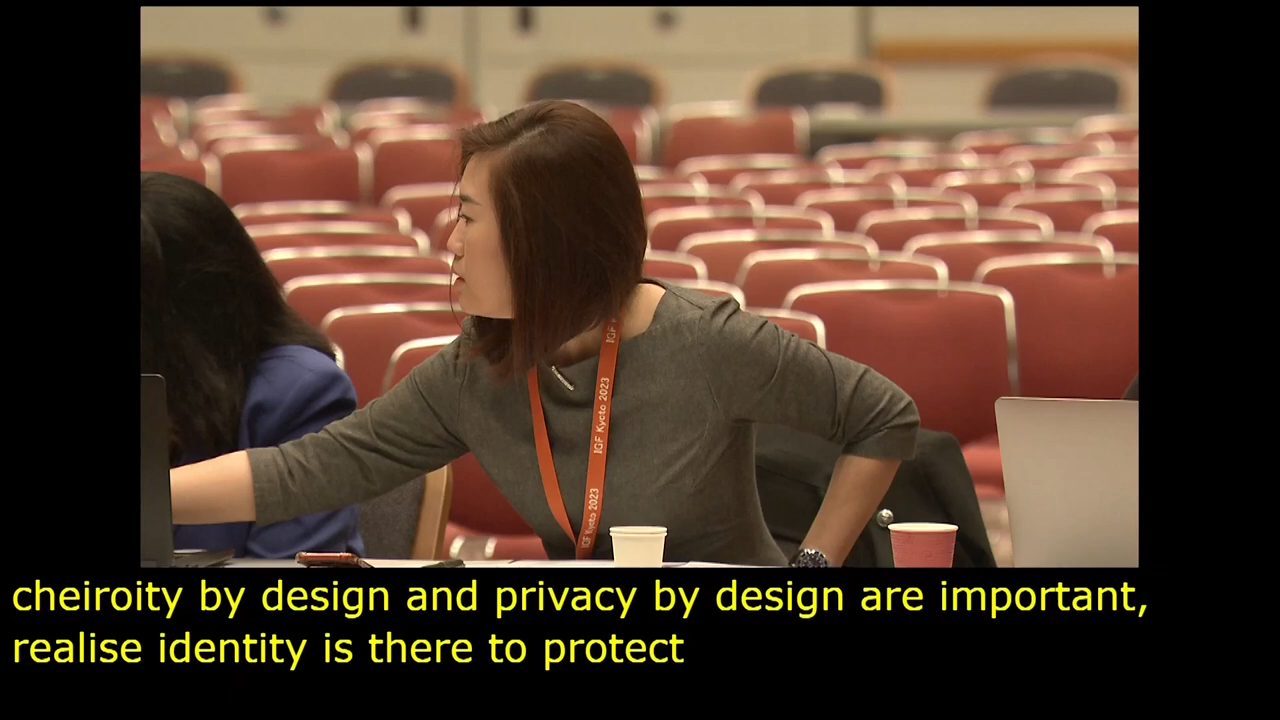 IGF
IGF Kyoto 2023
IGF Kyoto 2023
cheiroity by design and privacy by design are important,
realise identity is there to protect